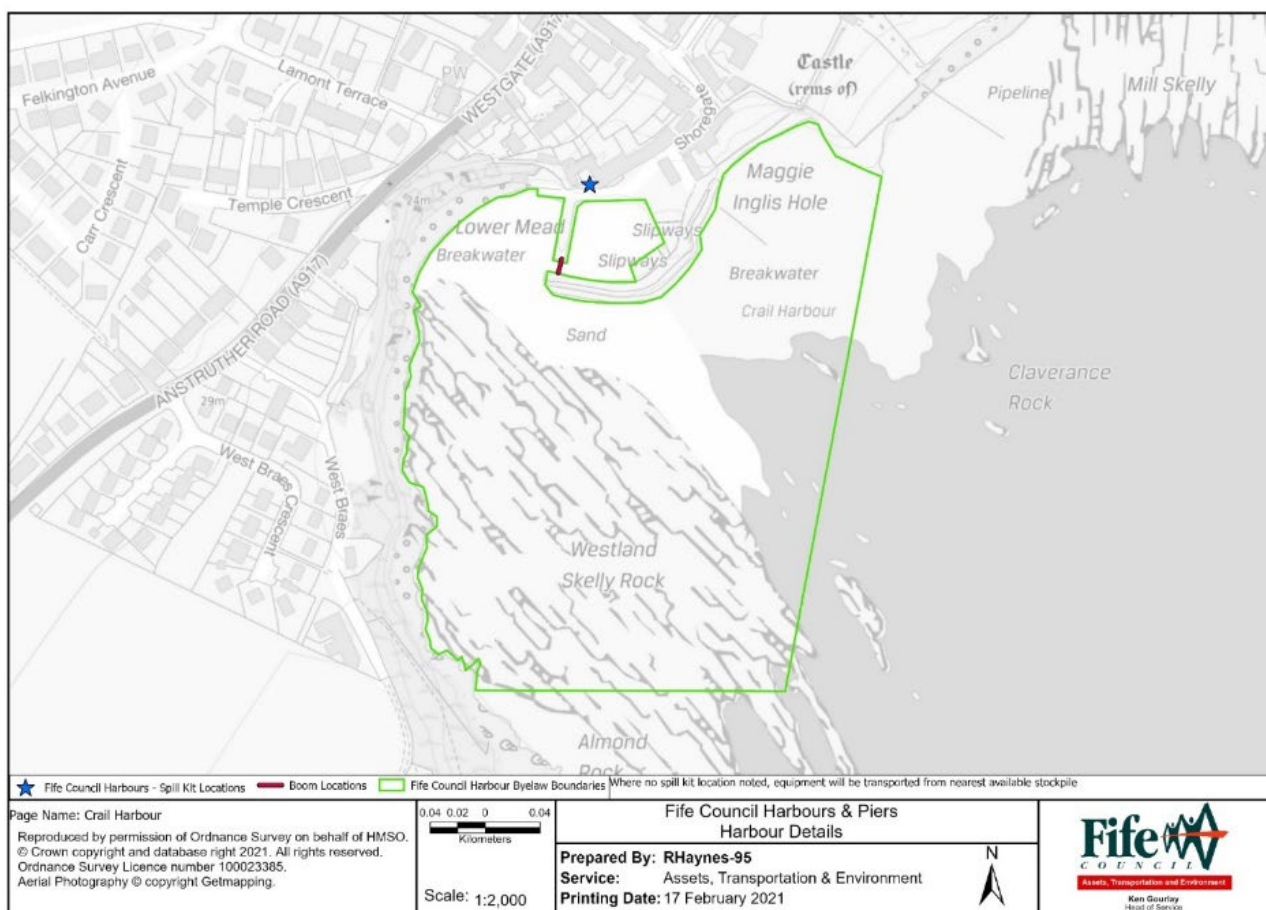 Castle
(rems of)
Pipeline
Mill Skelly
Felkington Avenue
Lamont Terrace
PW
WESTGATE (A917)
Shoregate
Carr Crescent
Temple Crescent
24m
Maggie
Inglis Hole
Lower Mead
Breakwater
Slipways
Slipways
Breakwater
Crail Harbour
Sand
ANSTRUTHER ROAD (A917)
29m
West Braes Crescent
West Braes
Claverance
Rock
Westland
Skelly Rock
Almond
Rock
Fife Council Harbours - Spill Kit Locations
Boom Locations
Fife Council Harbour Byelaw Boundaries
Where no spill kit location noted, equipment will be transported from nearest available stockpile
Page Name: Crail Harbour
Reproduced by permission of Ordnance Survey on behalf of HMSO.
© Crown copyright and database right 2021. All rights reserved.
Ordnance Survey Licence number 100023385.
Aerial Photography © copyright Getmapping.
0.04 0.02 0 0.04
Kilometers
Scale: 1:2,000
Fife Council Harbours & Piers
Harbour Details
Prepared By: RHaynes-95
Service: Assets, Transportation & Environment
Printing Date: 17 February 2021
N
Fife
COUNCIL
Assets, Transportation and Environment
Ken Gourlay
Head of Service